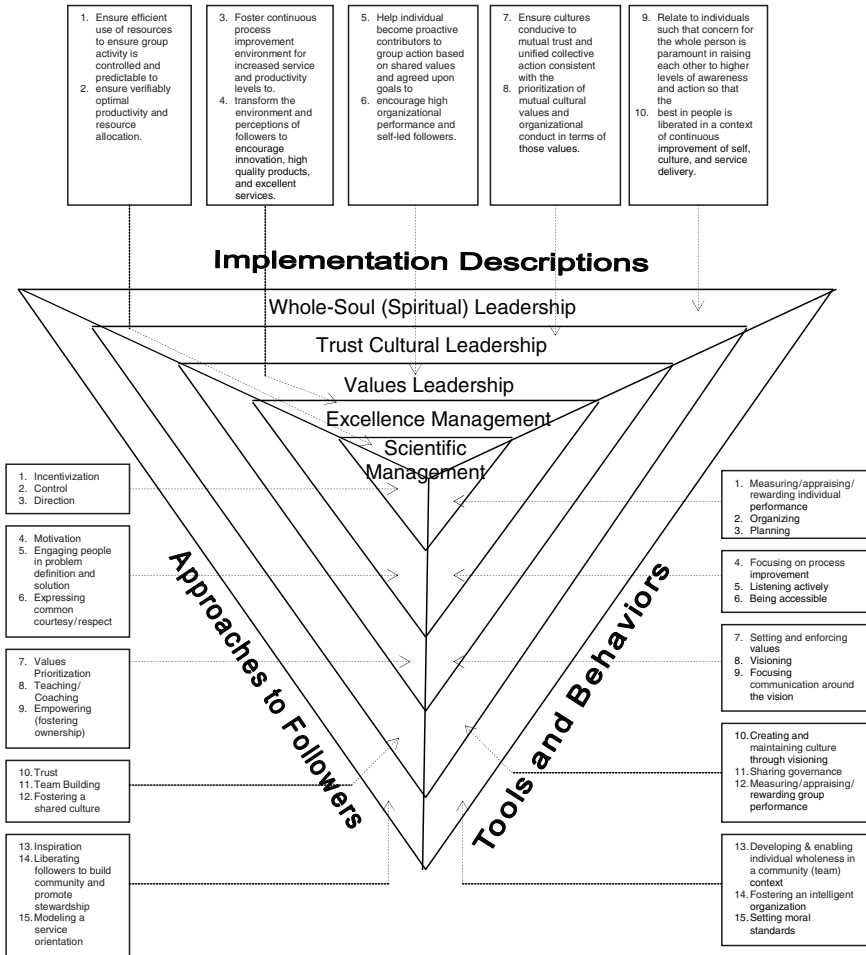 1. Ensure efficient
use of resources
to ensure group
activity is
controlled and
predictable to
2. ensure verifiably
optimal
productivity and
resource
allocation.
3. Foster continuous
process
improvement
environment for
increased service
and productivity
levels to.
4. transform the
environment and
perceptions of
followers to
encourage
innovation, high
quality products,
and excellent
services.
5. Help individual
become proactive
contributors to
group action based
on shared values
and agreed upon
goals to
6. encourage high
organizational
performance and
self-led followers.
7. Ensure cultures
conducive to
mutual trust and
unified collective
action consistent
with the
8. prioritization of
mutual cultural
values and
organizational
conduct in terms of
those values.
9. Relate to individuals
such that concern for
the whole person is
paramount in raising
each other to higher
levels of awareness
and action so that
the
10. best in people is
liberated in a context
of continuous
improvement of self,
culture, and service
delivery.
Implementation Descriptions
Whole-Soul (Spiritual) Leadership
Trust Cultural Leadership
Values Leadership
Excellence Management
Scientific
Management
Approaches to Followers
Tools and Behaviors
1. Incentivization
2. Control
3. Direction
4. Motivation
5. Engaging people
in problem
definition and
solution
6. Expressing
common
courtesy/respect
7. Values
Prioritization
8. Teaching/
Coaching
9. Empowering
(fostering
ownership)
10. Trust
11. Team Building
12. Fostering a
shared culture
13. Inspiration
14. Liberating
followers to build
community and
promote
stewardship
15. Modeling a
service
orientation
1. Measuring/appraising/
rewarding individual
performance
2. Organizing
3. Planning
4. Focusing on process
improvement
5. Listening actively
6. Being accessible
7. Setting and enforcing
values
8. Visioning
9. Focusing
communication around
the vision
10. Creating and
maintaining culture
through visioning
11. Sharing governance
12. Measuring/appraising/
rewarding group
performance
13. Developing & enabling
individual wholeness in
a community (team)
context
14. Fostering an intelligent
organization
15. Setting moral
standards